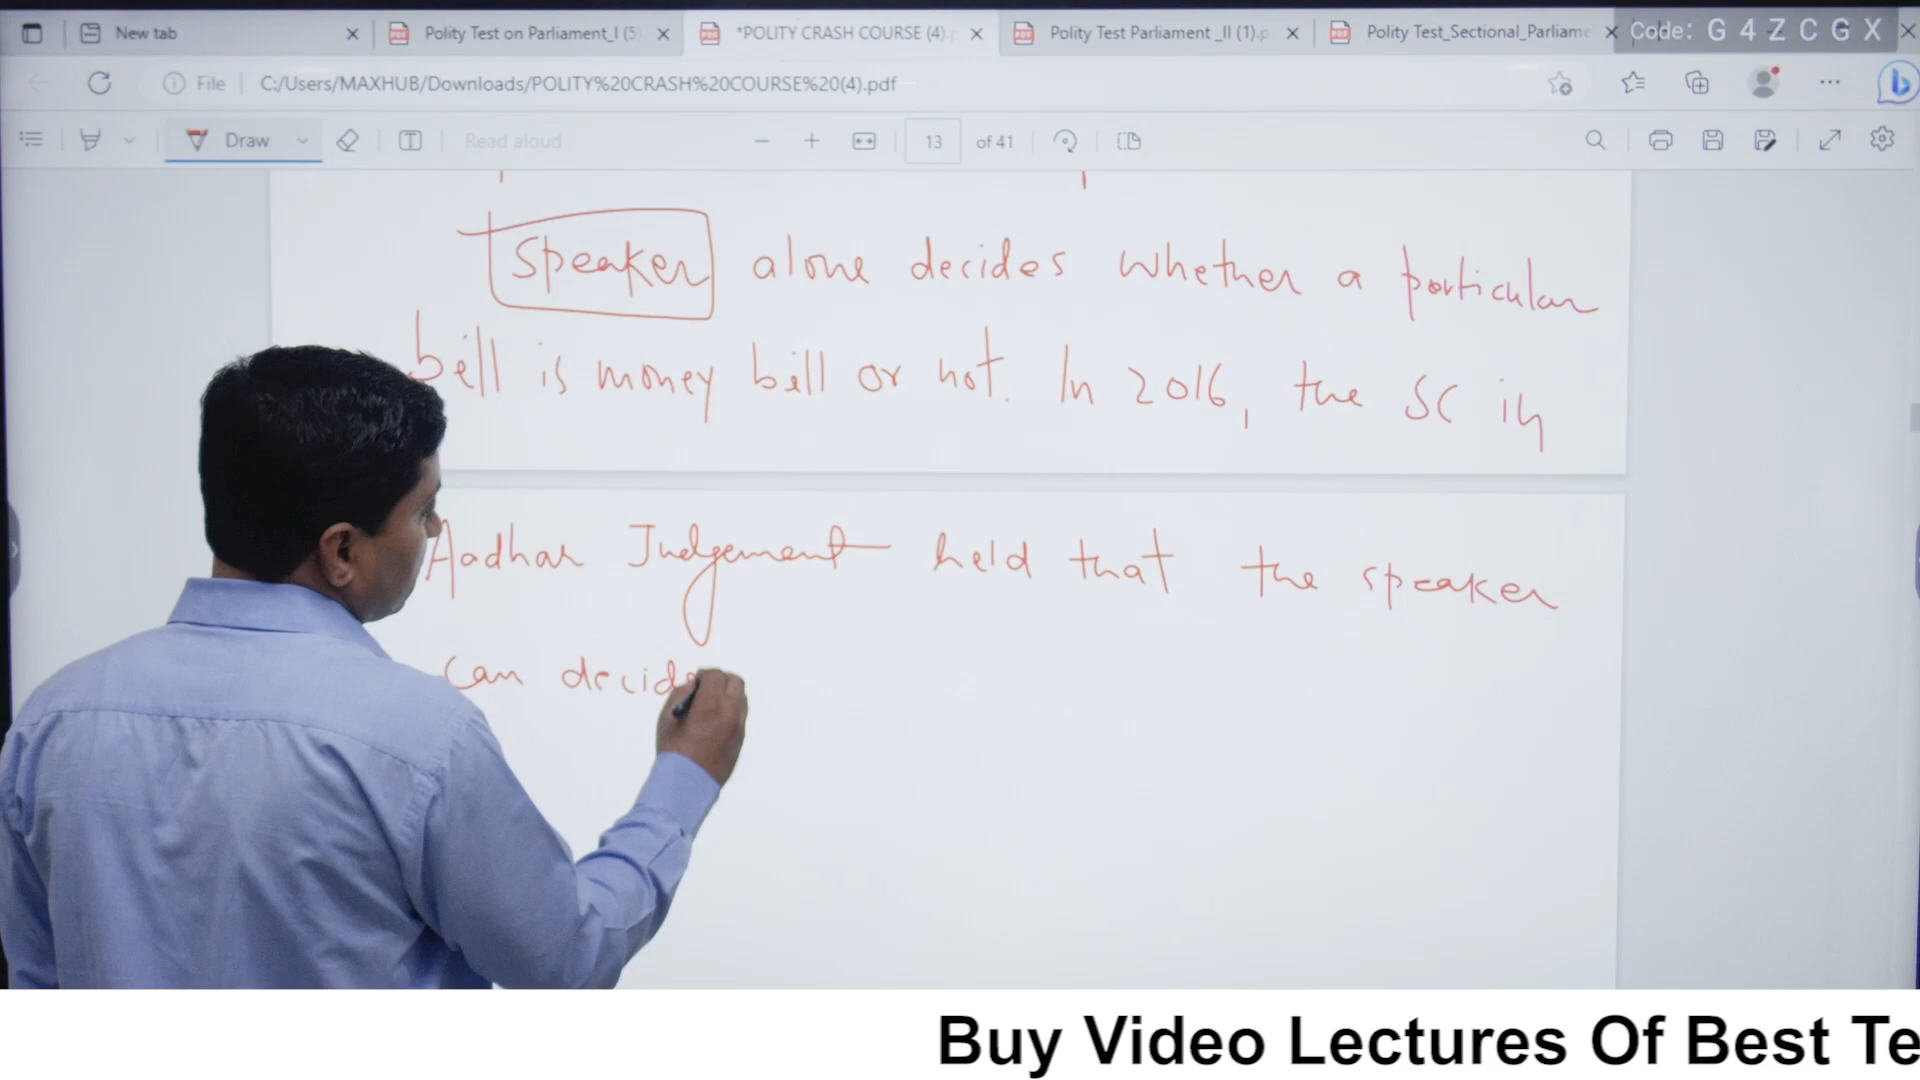 New tab
Polity Test on Parliament_I (5)
*POLITY CRASH COURSE (4).p
Polity Test Parliament _II (1).p
Polity Test_Sectional_Parliame
Code: G 4 Z C G X
File
C:/Users/MAXHUB/Downloads/POLITY%20CRASH%20COURSE%20(4).pdf
Draw
Read aloud
13 of 41
Speaker alone decides whether a particular
bill is money bill or not. In 2016, the SC in
Aadhar Judgement held that the speaker
can decide
Buy Video Lectures Of Best Te